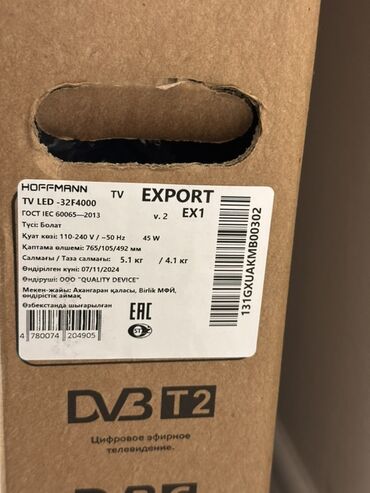 HOFFMANN TV EXPORT
TV LED -32F4000
ГОСТ IEC 60065—2013 v. 2 EX1
Түсі: Болат
Қуат көзі: 110-240 V / ~50 Hz 45 W
Қаптама өлшемі: 765/105/492 мм
Салмағы / Таза салмағы: 5.1 кг / 4.1 кг
Өндірілген күні: 07/11/2024
Өндіруші: ООО "QUALITY DEVICE"
Мекен-жайы: Ахангаран қаласы, Birlik МФЙ,
өндірістік аймақ
Өзбекстанда шығарылған
4 780074 204905
EAC
131GXUAKMB00302
DVB T2
Цифровое эфирное
телевидение.